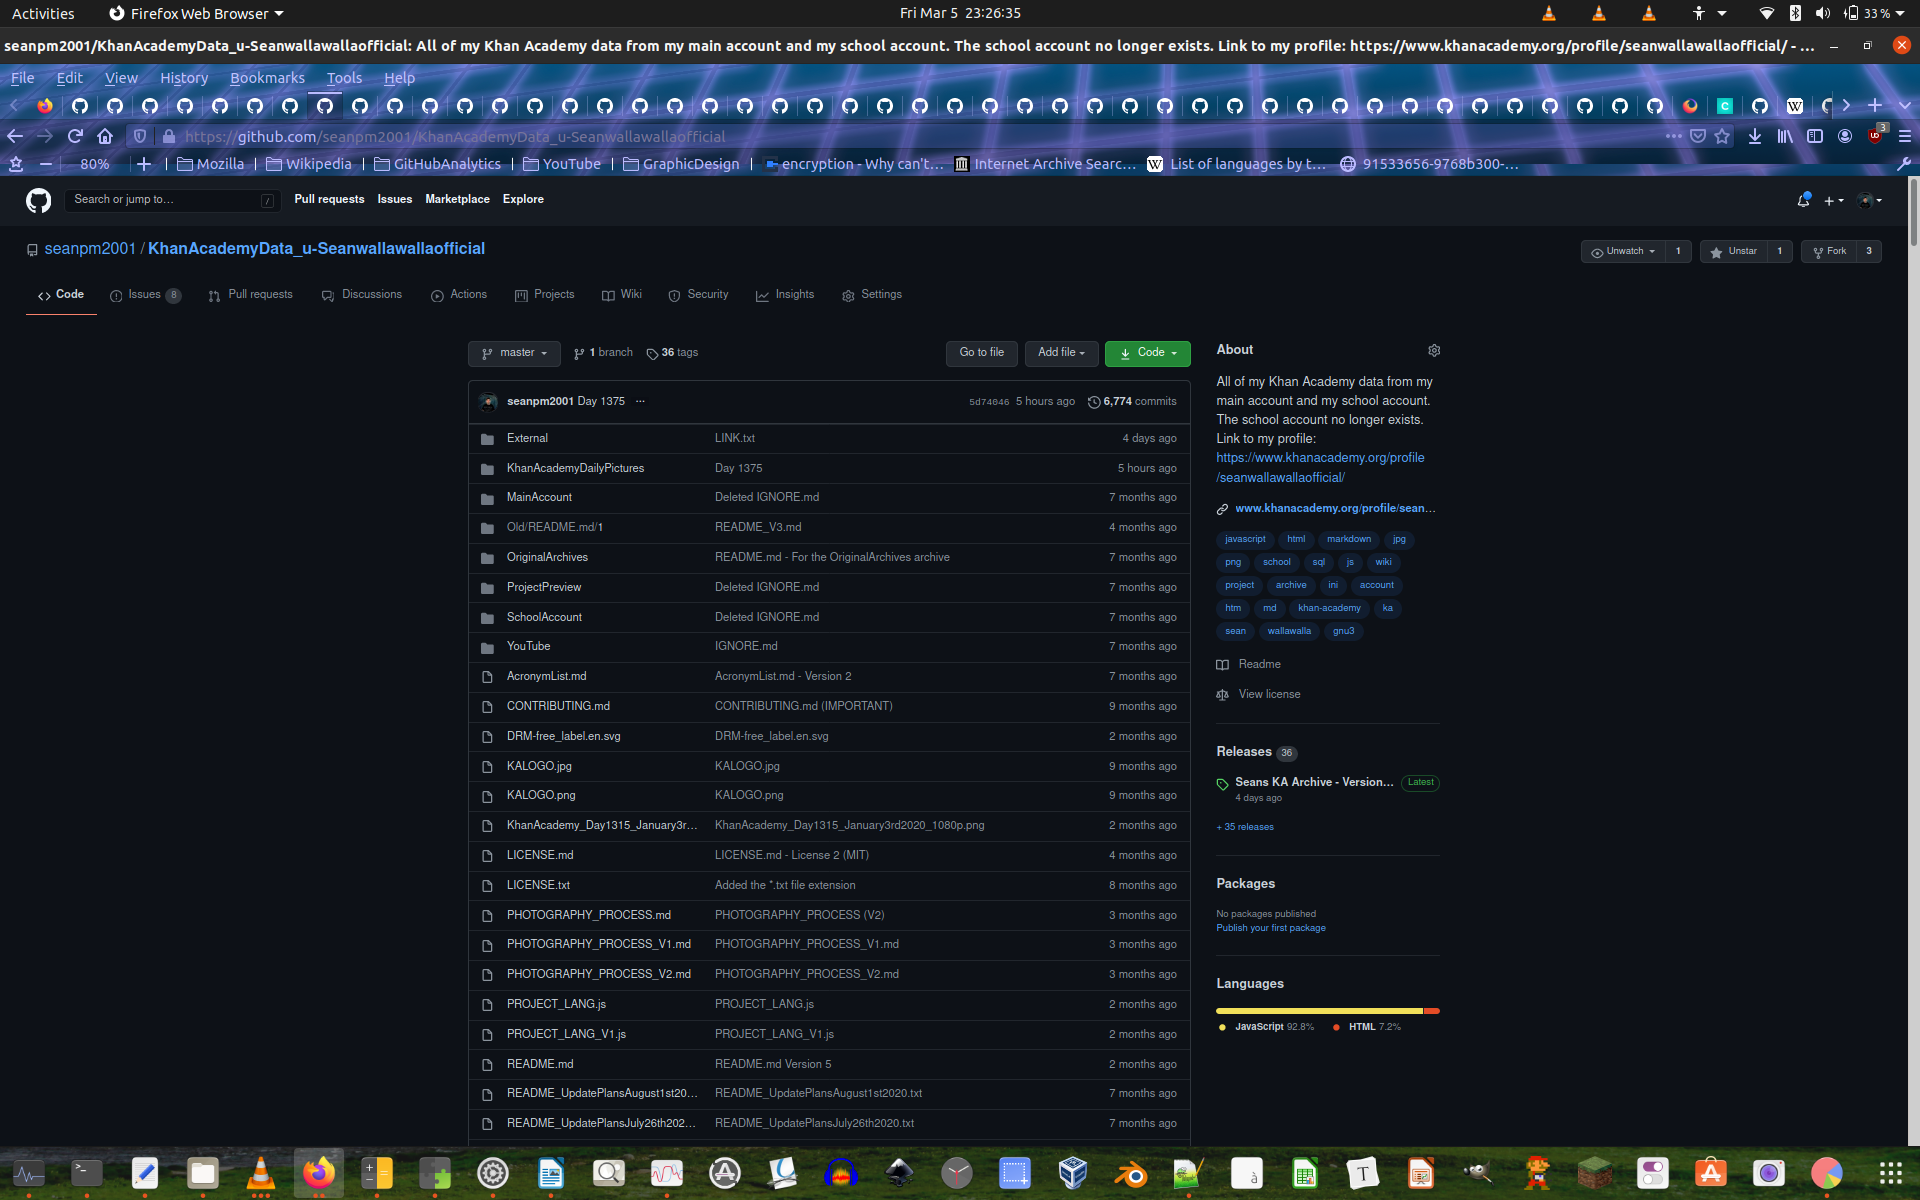 Activities
Firefox Web Browser
Fri Mar 5 23:26:35
33 %
seanpm2001/KhanAcademyData_u-Seanwallawallaofficial: All of my Khan Academy data from my main account and my school account. The school account no longer exists. Link to my profile: https://www.khanacademy.org/profile/seanwallawallaofficial/ - ...
File Edit View History Bookmarks Tools Help
https://github.com/seanpm2001/KhanAcademyData_u-Seanwallawallaofficial
3
80%
Mozilla
Wikipedia
GitHubAnalytics
YouTube
GraphicDesign
encryption - Why can't...
Internet Archive Searc...
List of languages by t...
91533656-9768b300-...
Search or jump to...
/
Pull requests Issues Marketplace Explore
seanpm2001 / KhanAcademyData_u-Seanwallawallaofficial
Unwatch 1
Unstar 1
Fork 3
Code
Issues 8
Pull requests
Discussions
Actions
Projects
Wiki
Security
Insights
Settings
master
1 branch
36 tags
Go to file
Add file
Code
seanpm2001 Day 1375 ...
5d74046 5 hours ago
6,774 commits
External LINK.txt 4 days ago
KhanAcademyDailyPictures Day 1375 5 hours ago
MainAccount Deleted IGNORE.md 7 months ago
Old/README.md/1 README_V3.md 4 months ago
OriginalArchives README.md - For the OriginalArchives archive 7 months ago
ProjectPreview Deleted IGNORE.md 7 months ago
SchoolAccount Deleted IGNORE.md 7 months ago
YouTube IGNORE.md 7 months ago
AcronymList.md AcronymList.md - Version 2 7 months ago
CONTRIBUTING.md CONTRIBUTING.md (IMPORTANT) 9 months ago
DRM-free_label.en.svg DRM-free_label.en.svg 2 months ago
KALOGO.jpg KALOGO.jpg 9 months ago
KALOGO.png KALOGO.png 9 months ago
KhanAcademy_Day1315_January3r... KhanAcademy_Day1315_January3rd2020_1080p.png 2 months ago
LICENSE.md LICENSE.md - License 2 (MIT) 4 months ago
LICENSE.txt Added the *.txt file extension 8 months ago
PHOTOGRAPHY_PROCESS.md PHOTOGRAPHY_PROCESS (V2) 3 months ago
PHOTOGRAPHY_PROCESS_V1.md PHOTOGRAPHY_PROCESS_V1.md 3 months ago
PHOTOGRAPHY_PROCESS_V2.md PHOTOGRAPHY_PROCESS_V2.md 3 months ago
PROJECT_LANG.js PROJECT_LANG.js 2 months ago
PROJECT_LANG_V1.js PROJECT_LANG_V1.js 2 months ago
README.md README.md Version 5 2 months ago
README_UpdatePlansAugust1st20... README_UpdatePlansAugust1st2020.txt 7 months ago
README_UpdatePlansJuly26th202... README_UpdatePlansJuly26th2020.txt 7 months ago
About
All of my Khan Academy data from my
main account and my school account.
The school account no longer exists.
Link to my profile:
https://www.khanacademy.org/profile
/seanwallawallaofficial/
www.khanacademy.org/profile/sean...
javascript html markdown jpg
png school sql js wiki
project archive ini account
htm md khan-academy ka
sean wallawalla gnu3
Readme
View license
Releases 36
Seans KA Archive - Version... Latest
4 days ago
+ 35 releases
Packages
No packages published
Publish your first package
Languages
JavaScript 92.8% HTML 7.2%